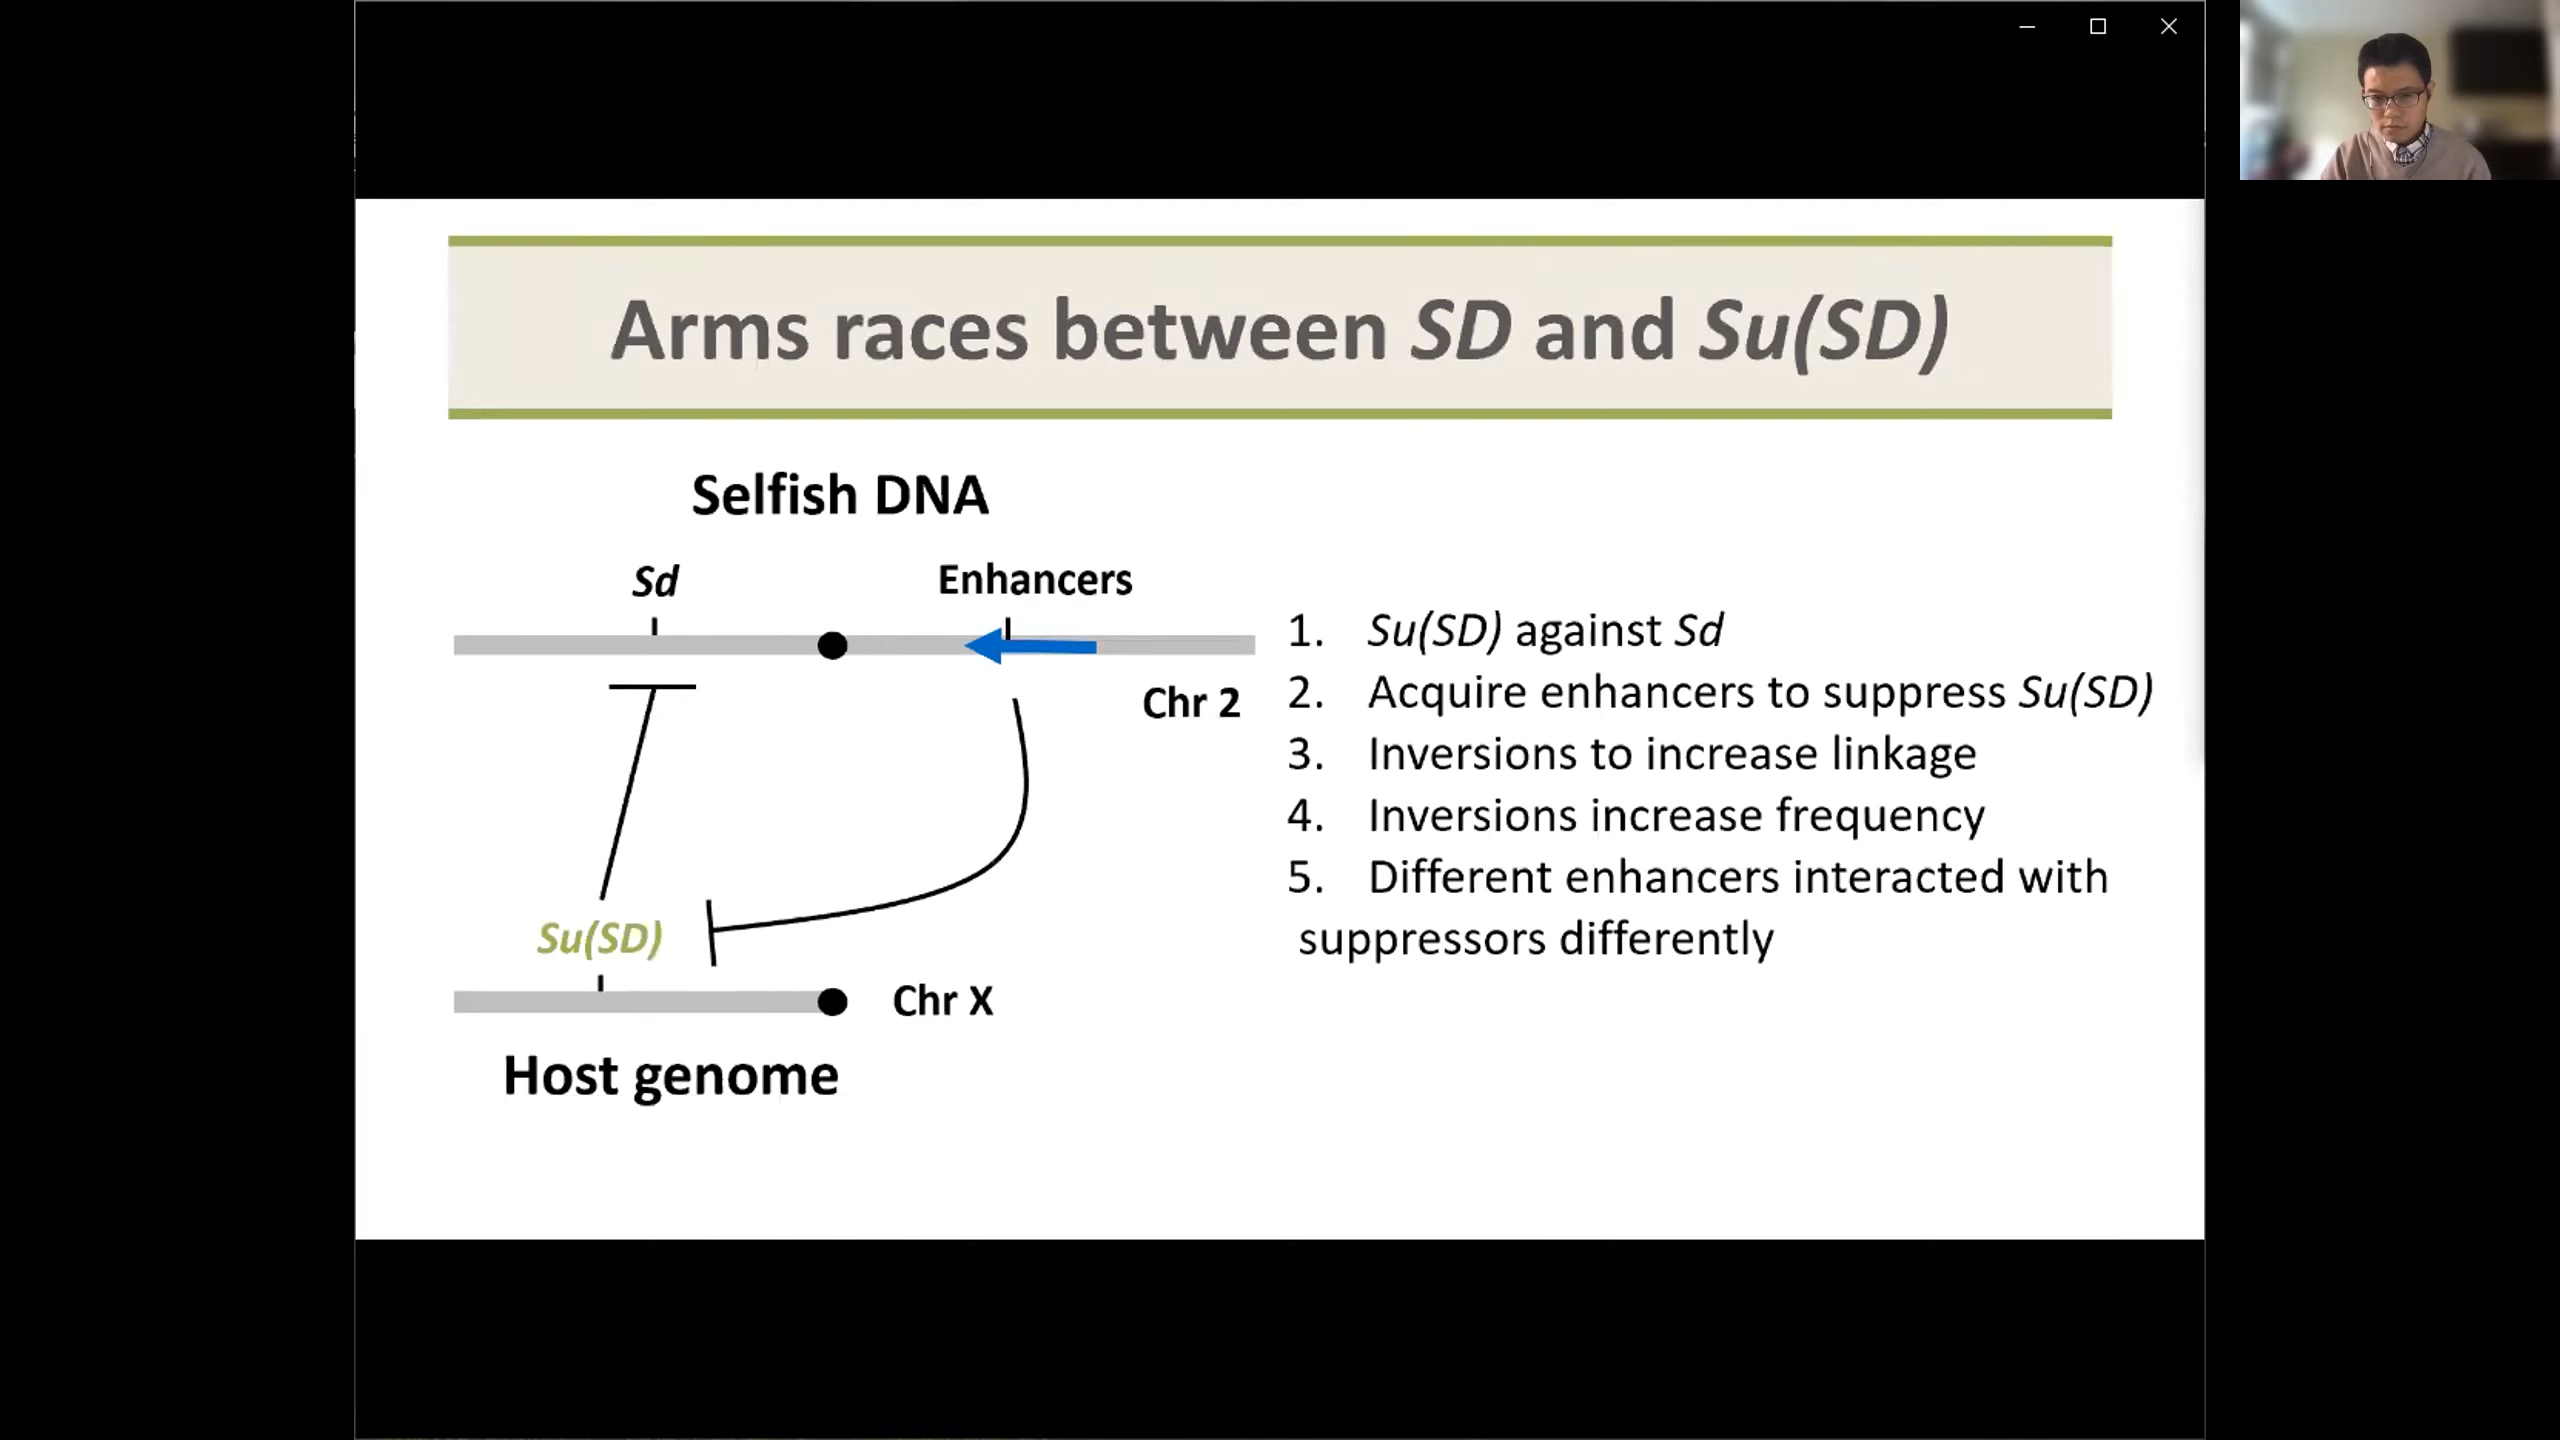 Arms races between SD and Su(SD)
Selfish DNA
Sd
Enhancers
Chr 2
Su(SD)
Chr X
Host genome
1. Su(SD) against Sd
2. Acquire enhancers to suppress Su(SD)
3. Inversions to increase linkage
4. Inversions increase frequency
5. Different enhancers interacted with
suppressors differently